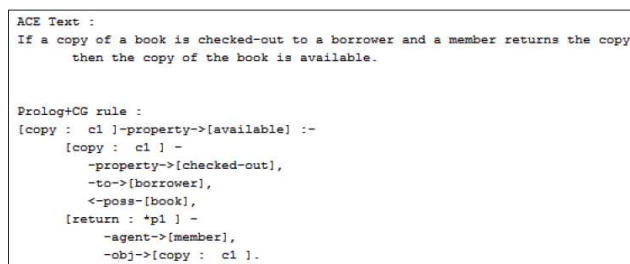 ACE Text :
If a copy of a book is checked-out to a borrower and a member returns the copy
then the copy of the book is available.
Prolog+CG rule :
[copy : c1 ]-property->[available] :-
[copy : c1 ] -
-property->[checked-out],
-to->[borrower],
<-poss-[book],
[return : *p1 ] -
-agent->[member],
-obj->[copy : c1 ].